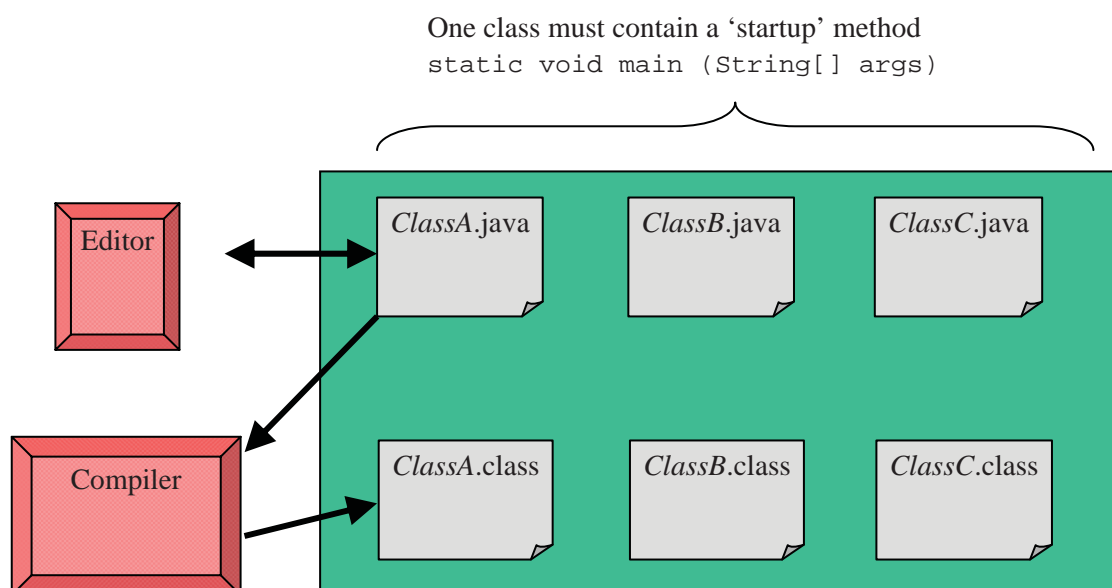 One class must contain a ‘startup’ method
static void main (String[] args)
Editor
ClassA.java
ClassB.java
ClassC.java
Compiler
ClassA.class
ClassB.class
ClassC.class